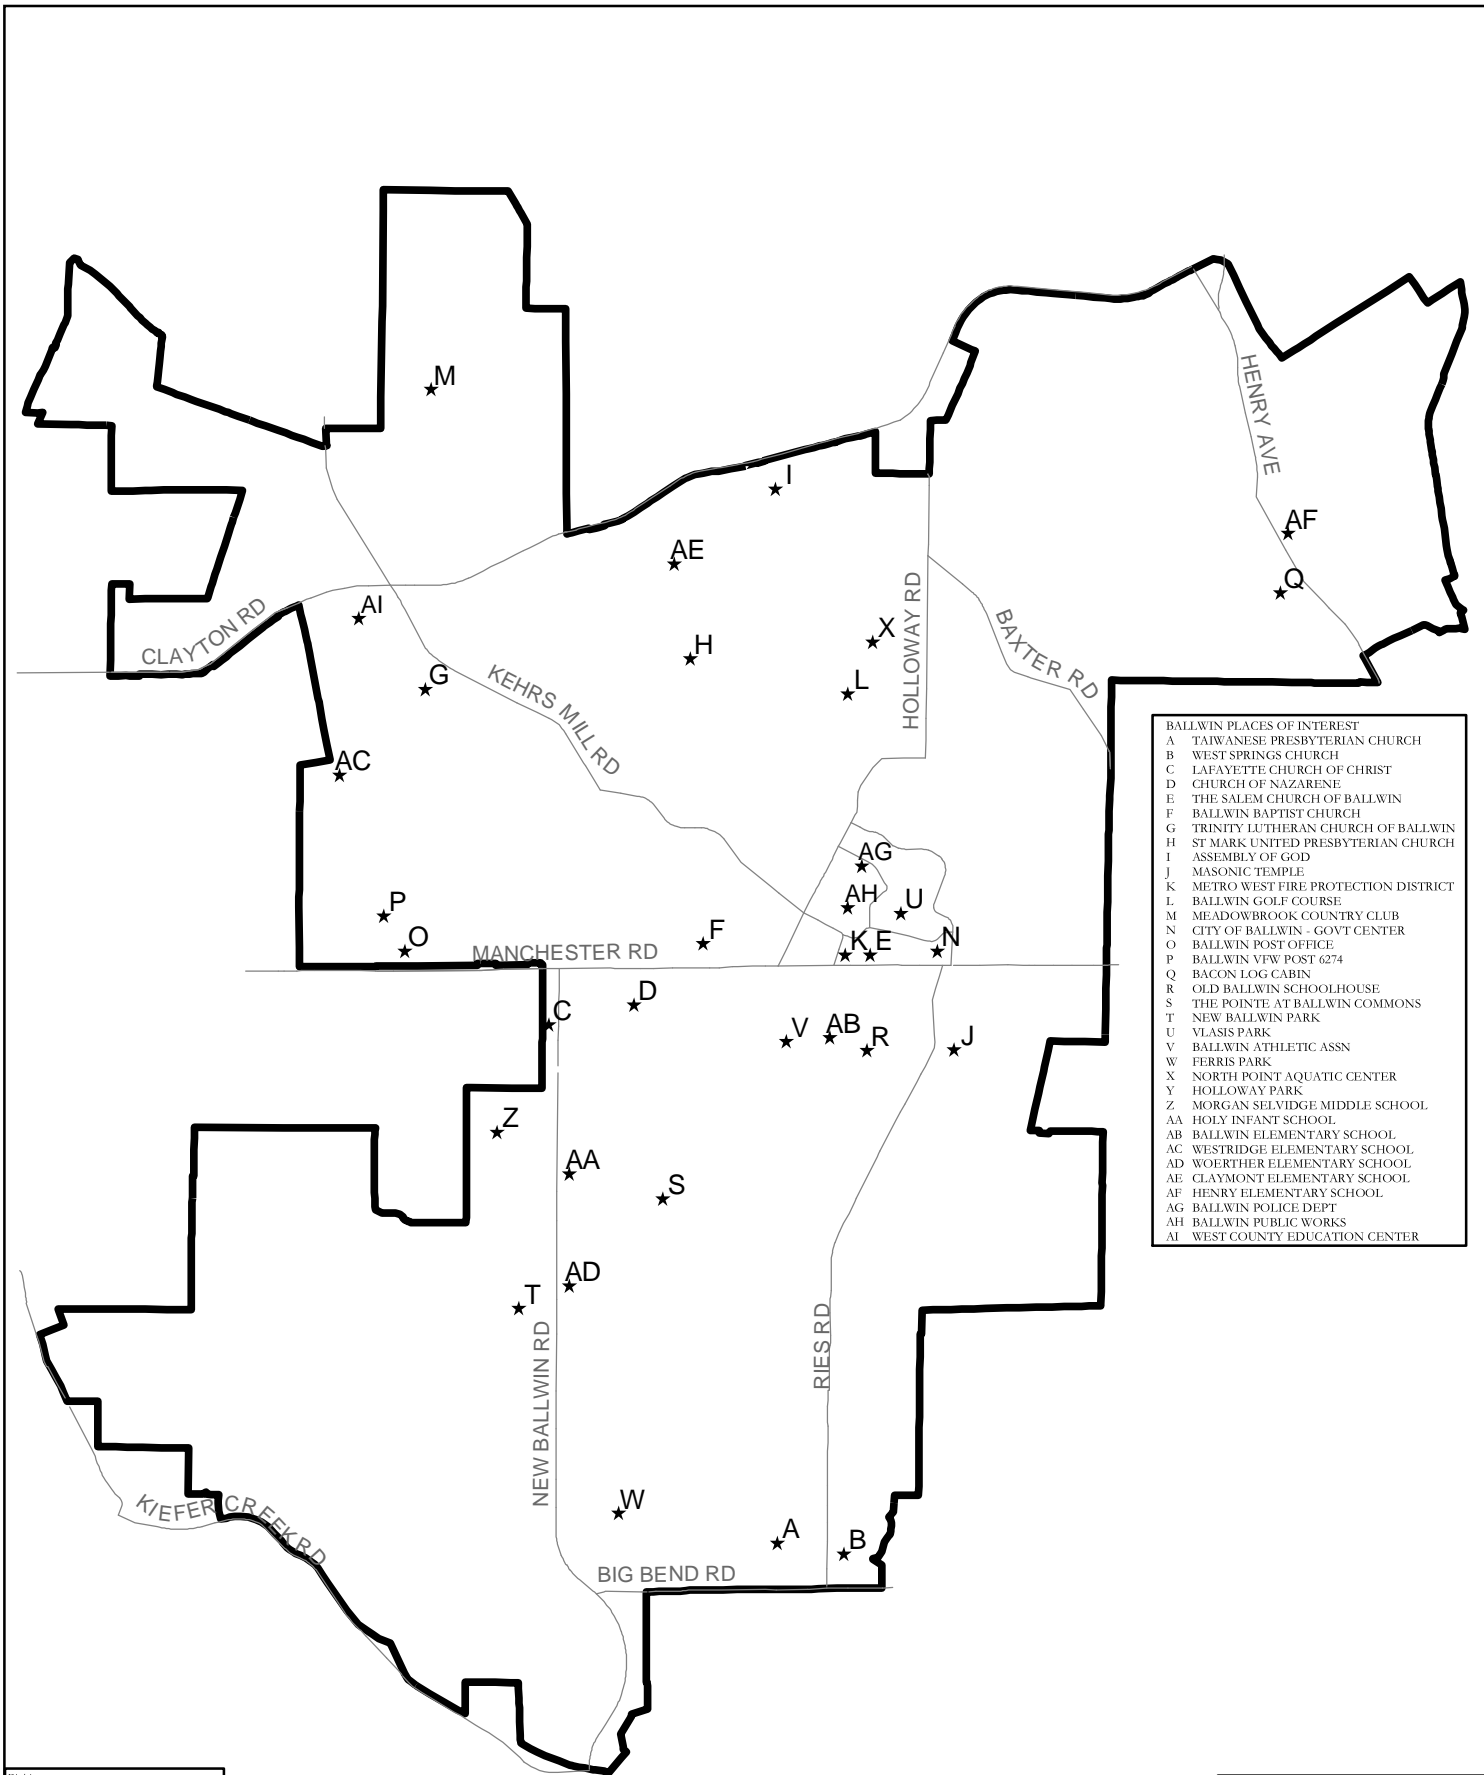 M
I
HENRY AVE
AF
AE
Q
AI
HOLLOWAY RD
CLAYTON RD
X
BAXTER RD
H
G
KEHRS MILL RD
L
AC
BALLWIN PLACES OF INTEREST
A TAIWANESE PRESBYTERIAN CHURCH
B WEST SPRINGS CHURCH
C LAFAYETTE CHURCH OF CHRIST
D CHURCH OF NAZARENE
E THE SALEM CHURCH OF BALLWIN
F BALLWIN BAPTIST CHURCH
G TRINITY LUTHERAN CHURCH OF BALLWIN
H ST MARK UNITED PRESBYTERIAN CHURCH
I ASSEMBLY OF GOD
J MASONIC TEMPLE
K METRO WEST FIRE PROTECTION DISTRICT
L BALLWIN GOLF COURSE
M MEADOWBROOK COUNTRY CLUB
N CITY OF BALLWIN - GOVT CENTER
O BALLWIN POST OFFICE
P BALLWIN VFW POST 6274
Q BACON LOG CABIN
R OLD BALLWIN SCHOOLHOUSE
S THE POINTE AT BALLWIN COMMONS
T NEW BALLWIN PARK
U VLASIS PARK
V BALLWIN ATHLETIC ASSN
W FERRIS PARK
X NORTH POINT AQUATIC CENTER
Y HOLLOWAY PARK
Z MORGAN SELVIDGE MIDDLE SCHOOL
AA HOLY INFANT SCHOOL
AB BALLWIN ELEMENTARY SCHOOL
AC WESTRIDGE ELEMENTARY SCHOOL
AD WOERTHER ELEMENTARY SCHOOL
AE CLAYMONT ELEMENTARY SCHOOL
AF HENRY ELEMENTARY SCHOOL
AG BALLWIN POLICE DEPT
AH BALLWIN PUBLIC WORKS
AI WEST COUNTY EDUCATION CENTER
AG
AH
U
P
O
F
K
E
N
MANCHESTER RD
D
C
V
AB
R
J
Z
AA
S
AD
T
NEW BALLWIN RD
RIES RD
W
KIEFER CREEK RD
A
B
BIG BEND RD